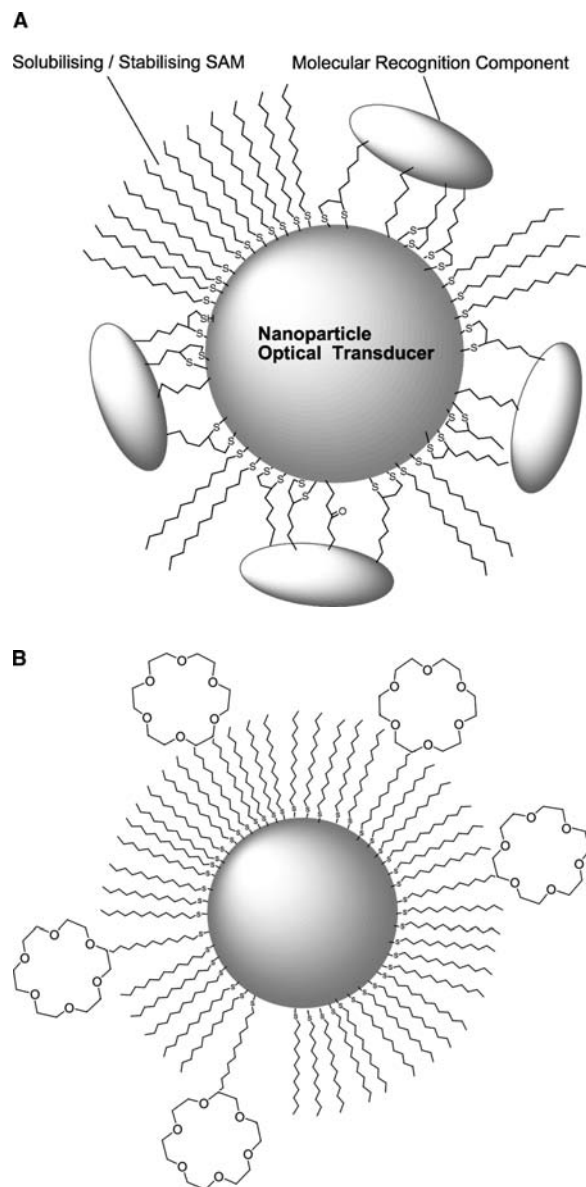 A
Solubilising / Stabilising SAM
Molecular Recognition Component
Nanoparticle
Optical Transducer
B